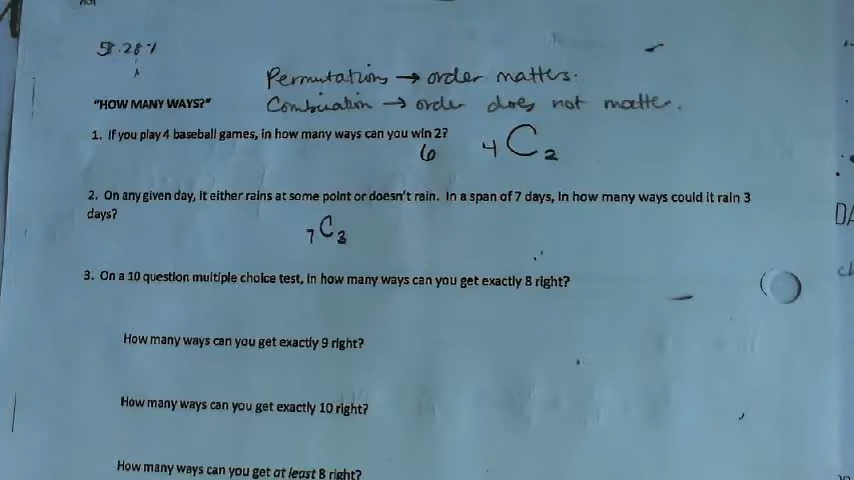 58.28%
Permutations → order matters.
"HOW MANY WAYS?" Combination → order does not matter.
1. If you play 4 baseball games, in how many ways can you win 2?
6 4C2
2. On any given day, it either rains at some point or doesn't rain. In a span of 7 days, in how many ways could it rain 3
days?
7C3
3. On a 10 question multiple choice test, in how many ways can you get exactly 8 right?
How many ways can you get exactly 9 right?
How many ways can you get exactly 10 right?
How many ways can you get at least 8 right?